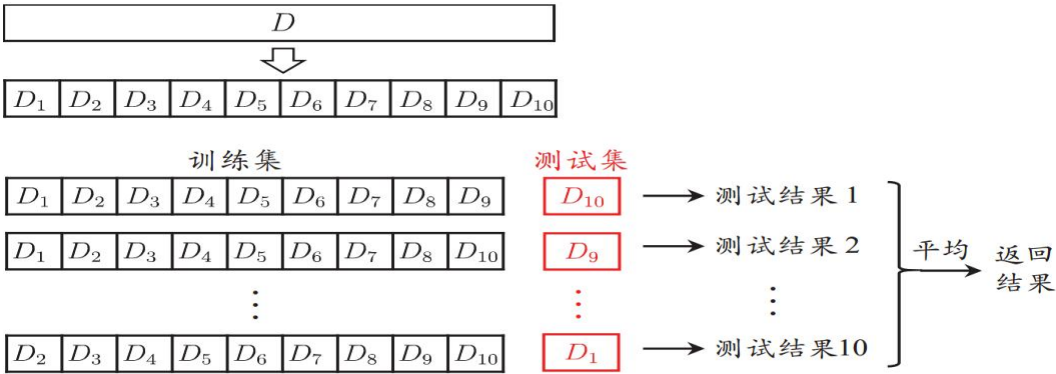 D
D₁ D₂ D₃ D₄ D₅ D₆ D₇ D₈ D₉ D₁₀
训练集 测试集
D₁ D₂ D₃ D₄ D₅ D₆ D₇ D₈ D₉ D₁₀ 测试结果1
D₁ D₂ D₃ D₄ D₅ D₆ D₇ D₈ D₁₀ D₉ 测试结果2
平均 返回
结果
⋮ ⋮ ⋮
D₂ D₃ D₄ D₅ D₆ D₇ D₈ D₉ D₁₀ D₁ 测试结果10